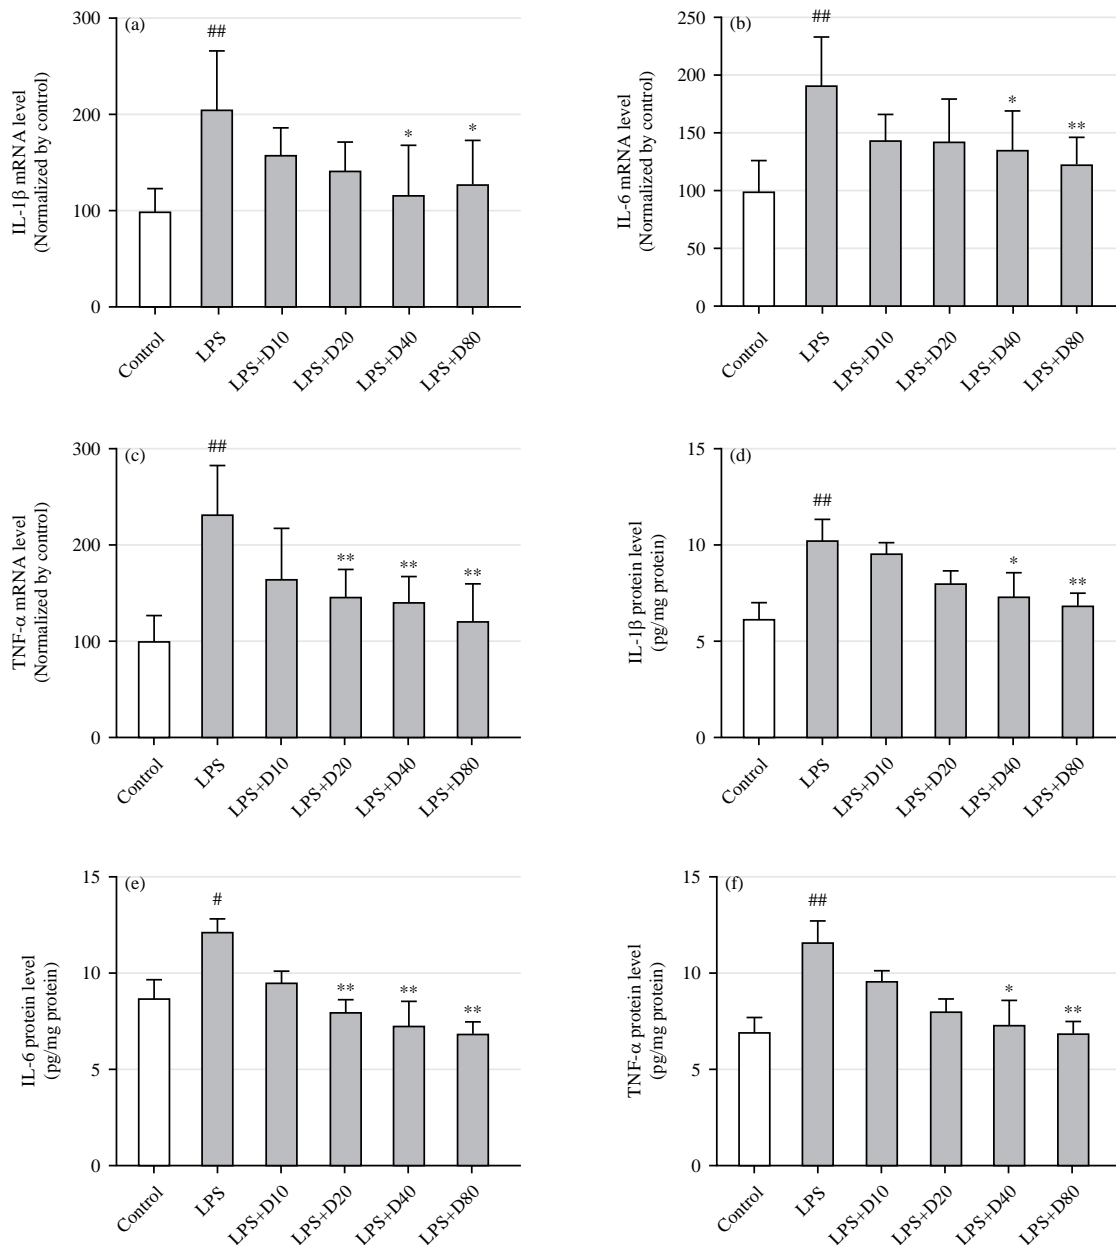 (a)
IL-1β mRNA level
(Normalized by control)
300
200
100
0
##
*
*
Control
LPS
LPS+D10
LPS+D20
LPS+D40
LPS+D80
(b)
IL-6 mRNA level
(Normalized by control)
250
200
150
100
50
0
##
*
**
Control
LPS
LPS+D10
LPS+D20
LPS+D40
LPS+D80
(c)
TNF-α mRNA level
(Normalized by control)
300
200
100
0
##
**
**
**
Control
LPS
LPS+D10
LPS+D20
LPS+D40
LPS+D80
(d)
IL-1β protein level
(pg/mg protein)
15
10
5
0
##
*
**
Control
LPS
LPS+D10
LPS+D20
LPS+D40
LPS+D80
(e)
IL-6 protein level
(pg/mg protein)
15
10
5
0
#
**
**
**
Control
LPS
LPS+D10
LPS+D20
LPS+D40
LPS+D80
(f)
TNF-α protein level
(pg/mg protein)
15
10
5
0
##
*
**
Control
LPS
LPS+D10
LPS+D20
LPS+D40
LPS+D80